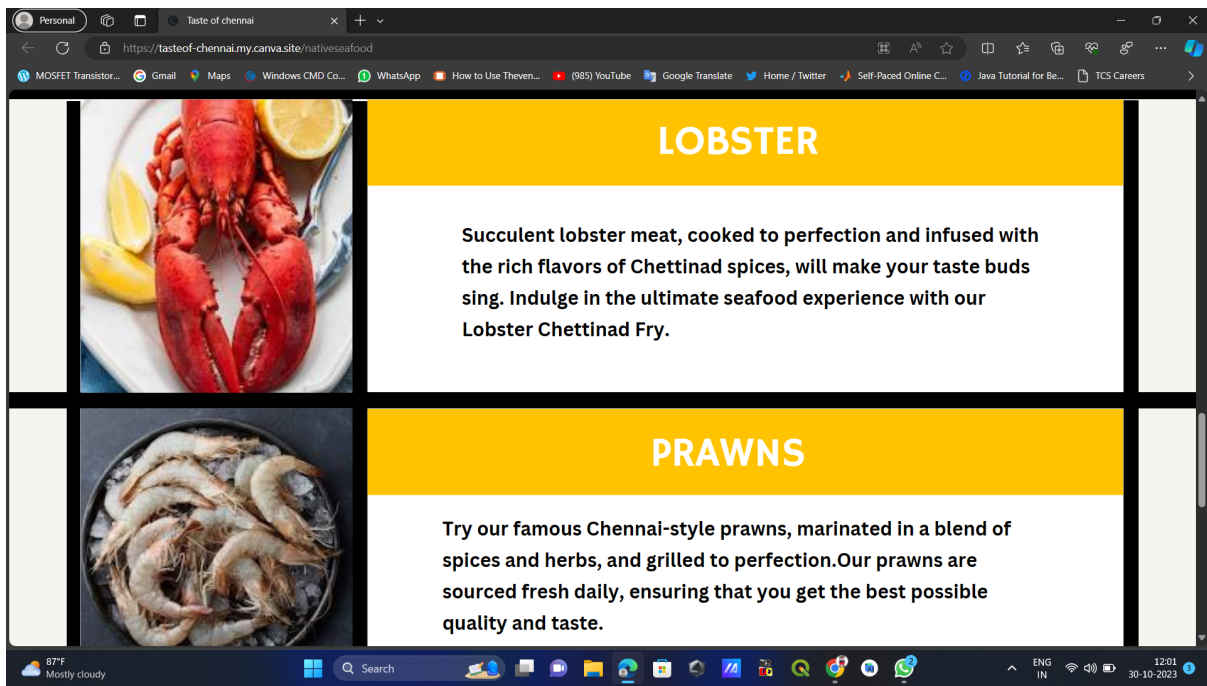 Personal
Taste of chennai
https://tasteof-chennai.my.canva.site/nativeseafood
MOSFET Transistor... Gmail Maps Windows CMD Co... WhatsApp How to Use Theven... (985) YouTube Google Translate Home / Twitter Self-Paced Online C... Java Tutorial for Be... TCS Careers
LOBSTER
Succulent lobster meat, cooked to perfection and infused with
the rich flavors of Chettinad spices, will make your taste buds
sing. Indulge in the ultimate seafood experience with our
Lobster Chettinad Fry.
PRAWNS
Try our famous Chennai-style prawns, marinated in a blend of
spices and herbs, and grilled to perfection.Our prawns are
sourced fresh daily, ensuring that you get the best possible
quality and taste.
87°F
Mostly cloudy
Search
ENG
IN
12:01
30-10-2023
3